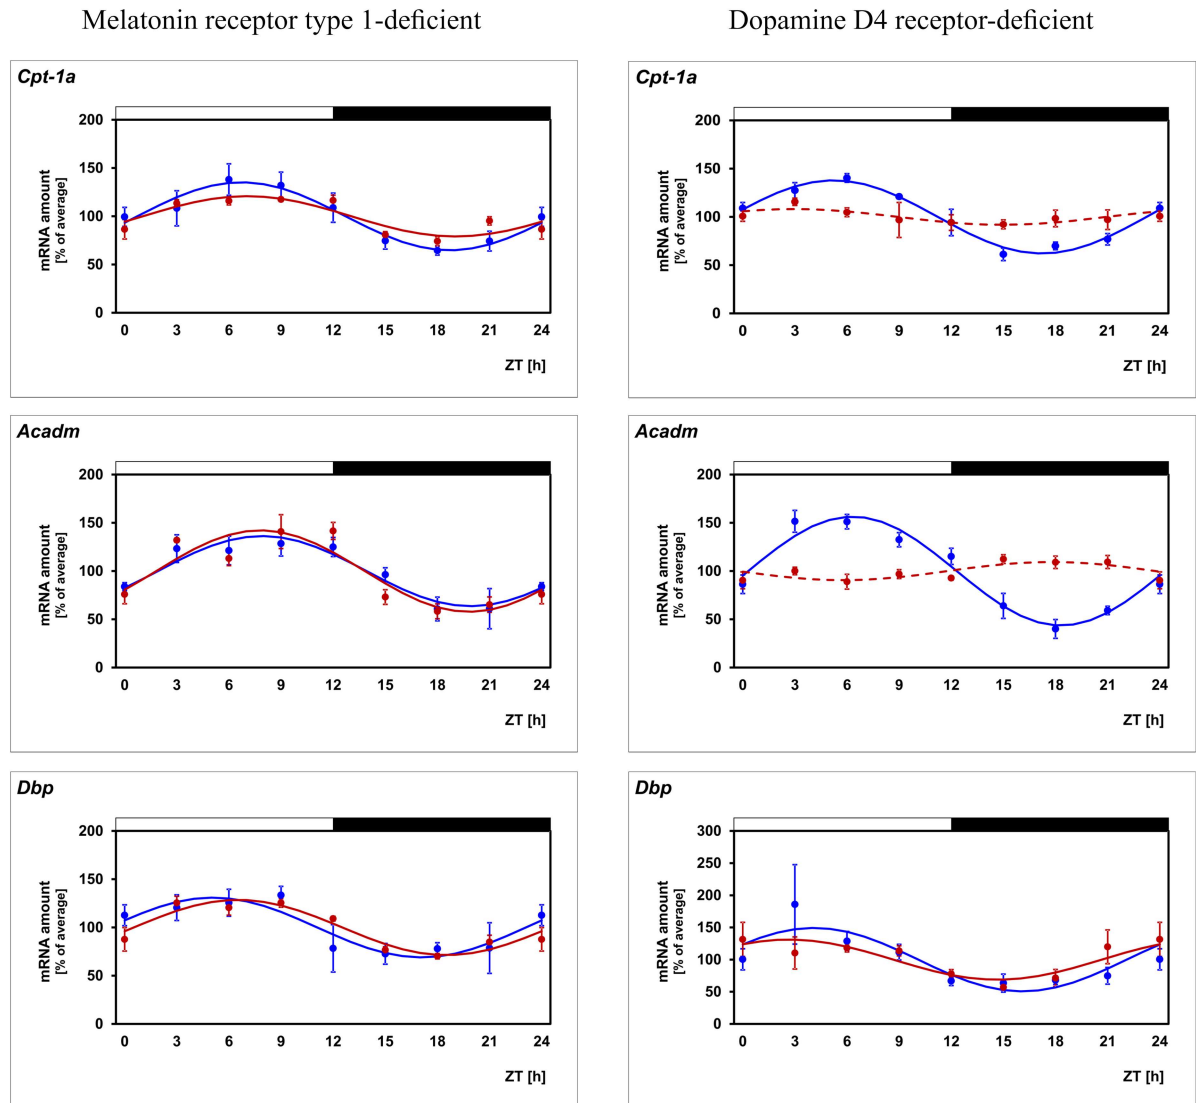 Melatonin receptor type 1-deficient
Dopamine D4 receptor-deficient
Cpt-1a
mRNA amount
[% of average]
200
150
100
50
0
0 3 6 9 12 15 18 21 24
ZT [h]
Cpt-1a
mRNA amount
[% of average]
200
150
100
50
0
0 3 6 9 12 15 18 21 24
ZT [h]
Acadm
mRNA amount
[% of average]
200
150
100
50
0
0 3 6 9 12 15 18 21 24
ZT [h]
Acadm
mRNA amount
[% of average]
200
150
100
50
0
0 3 6 9 12 15 18 21 24
ZT [h]
Dbp
mRNA amount
[% of average]
200
150
100
50
0
0 3 6 9 12 15 18 21 24
ZT [h]
Dbp
mRNA amount
[% of average]
300
250
200
150
100
50
0
0 3 6 9 12 15 18 21 24
ZT [h]